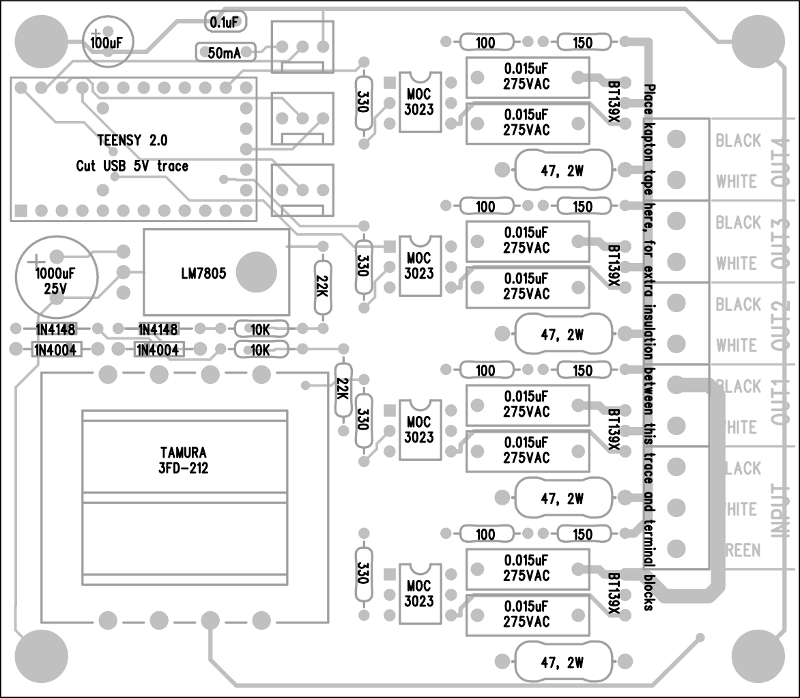 0.1uF
100uF
50mA
TEENSY 2.0
Cut USB 5V trace
1000uF
25V
LM7805
22K
1N4148
1N4148
10K
1N4004
1N4004
10K
22K
TAMURA
3FD-212
330
MOC
3023
100
150
0.015uF
275VAC
0.015uF
275VAC
BT139X
47, 2W
330
MOC
3023
100
150
0.015uF
275VAC
0.015uF
275VAC
BT139X
47, 2W
330
MOC
3023
100
150
0.015uF
275VAC
0.015uF
275VAC
BT139X
47, 2W
330
MOC
3023
100
150
0.015uF
275VAC
0.015uF
275VAC
BT139X
47, 2W
Place kapton tape here, for extra insulation between this trace and terminal blocks
BLACK
WHITE
OUT4
BLACK
WHITE
OUT3
BLACK
WHITE
OUT2
BLACK
WHITE
OUT1
BLACK
WHITE
GREEN
INPUT